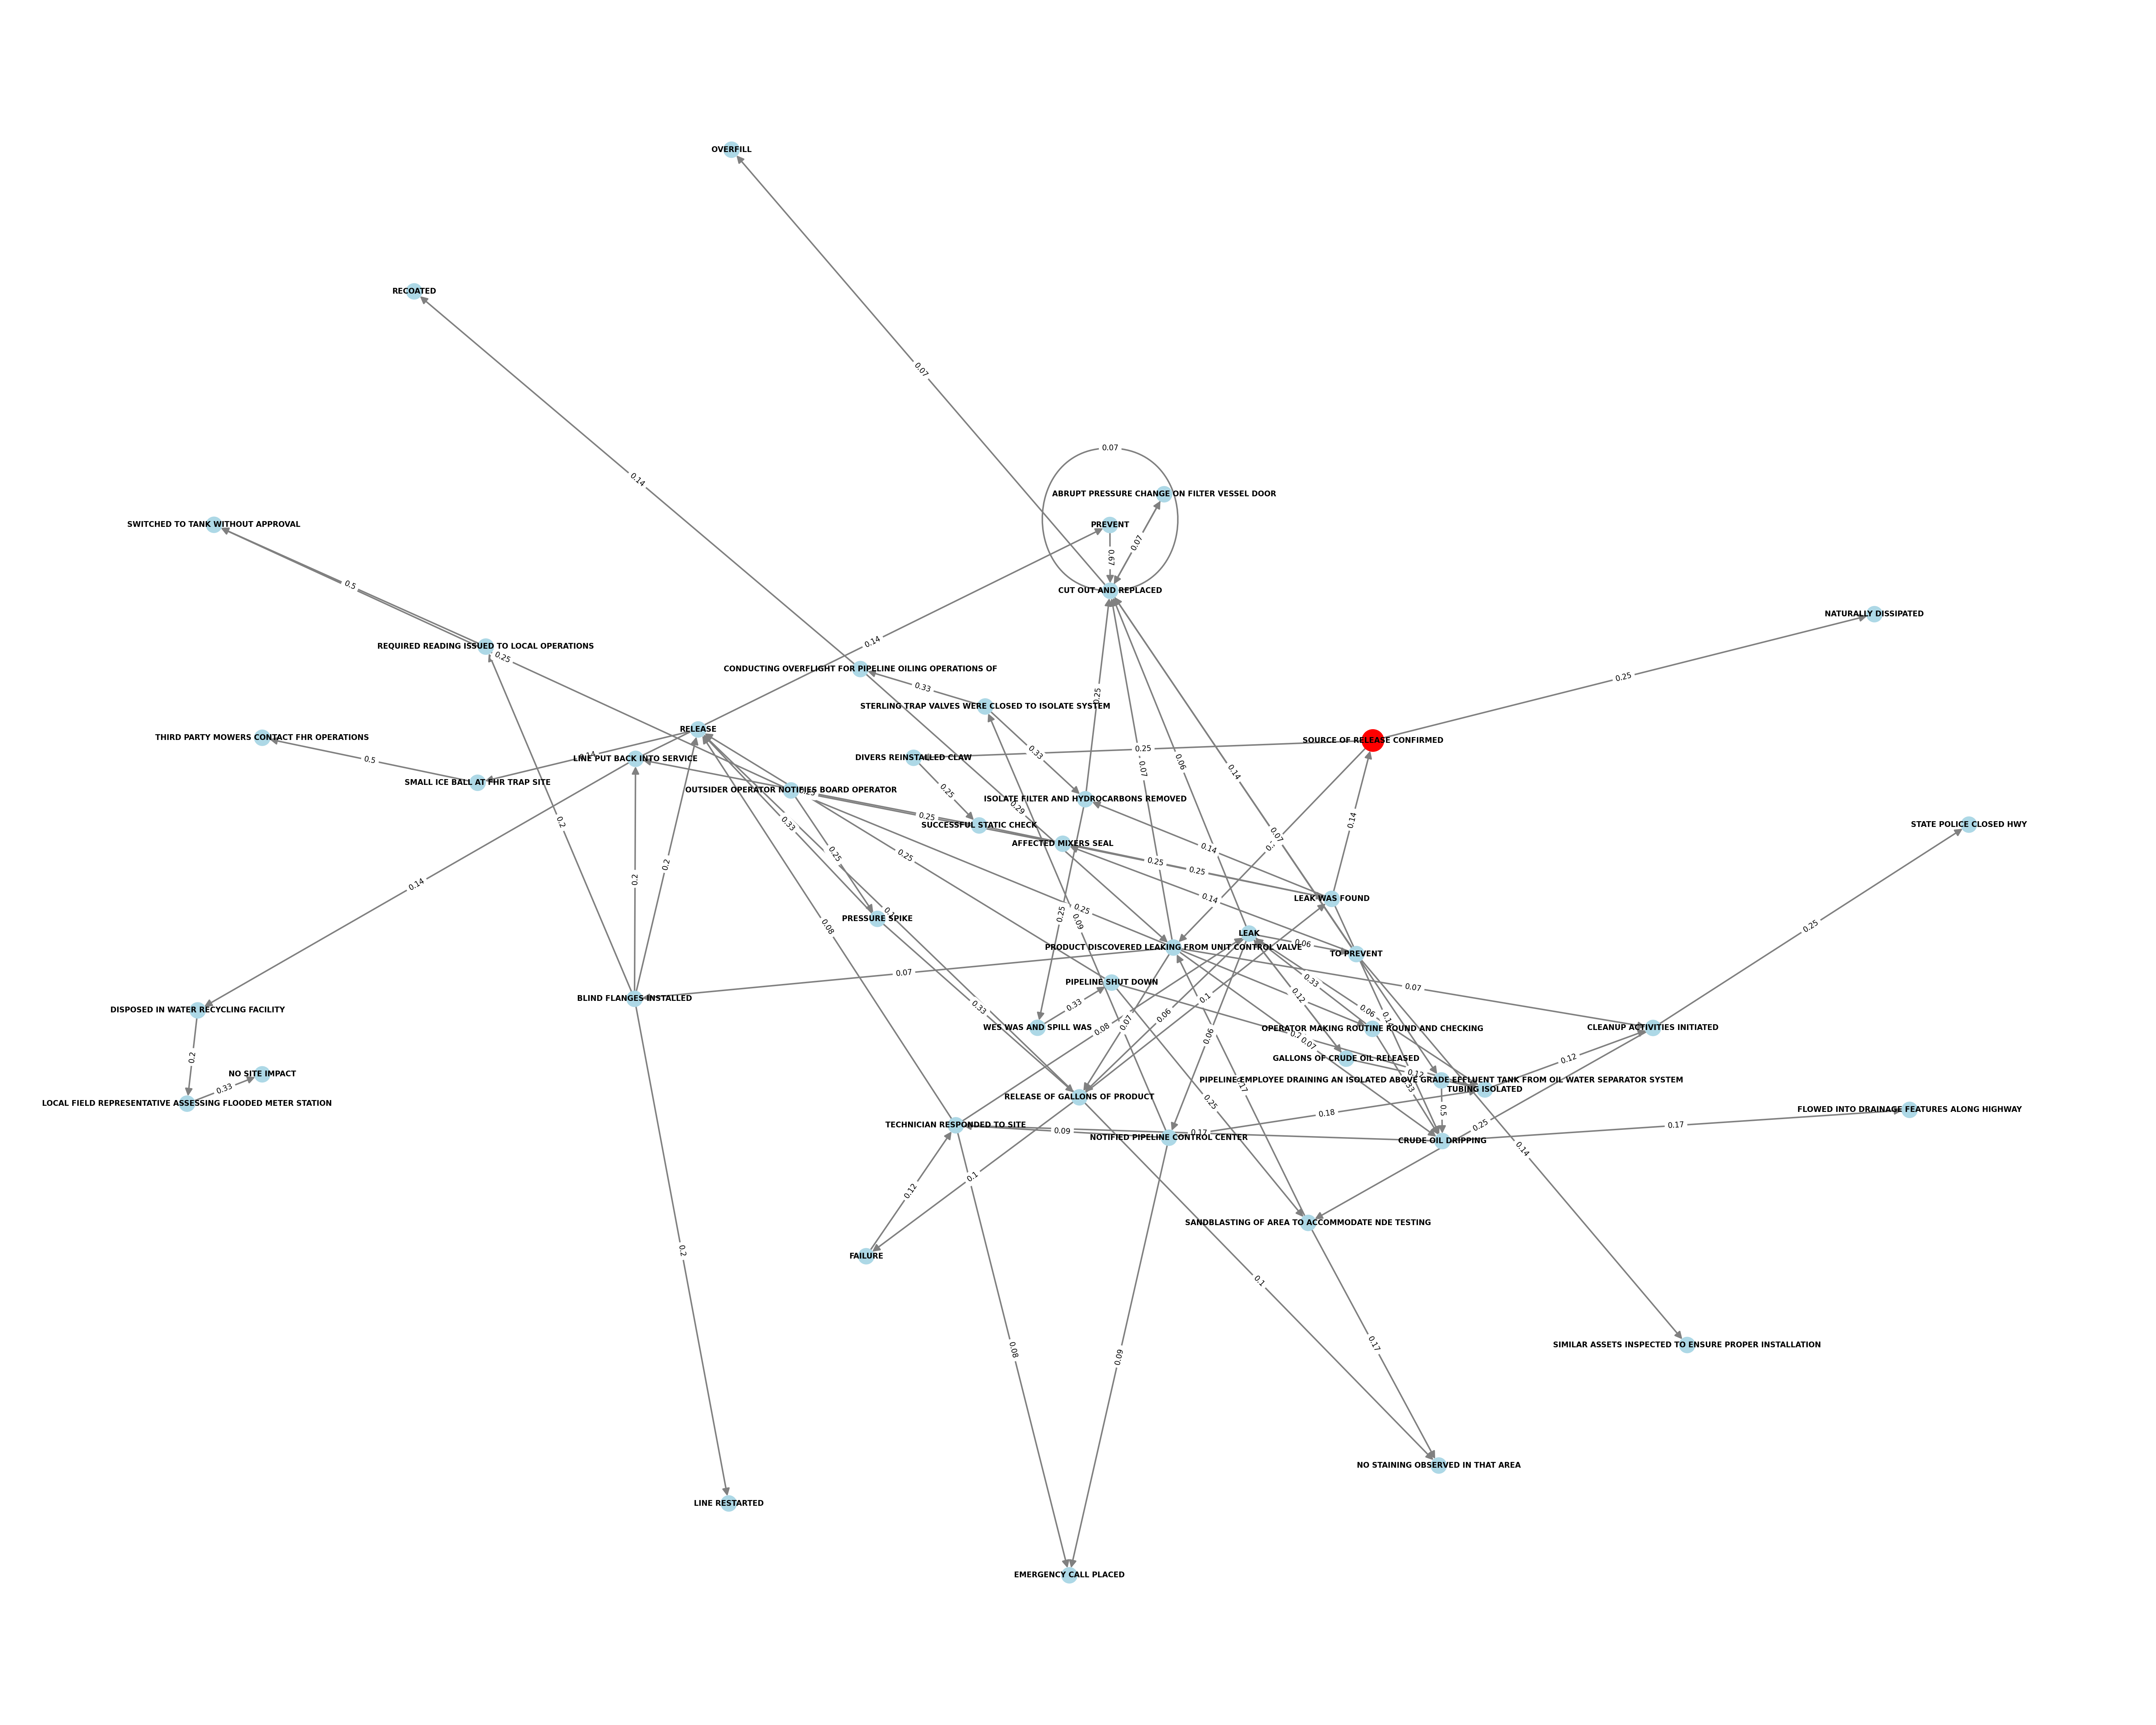 OVERFILL
RECOATED
0.07
0.07
0.14
ABRUPT PRESSURE CHANGE ON FILTER VESSEL DOOR
SWITCHED TO TANK WITHOUT APPROVAL
PREVENT
0.07
0.67
0.5
CUT OUT AND REPLACED
NATURALLY DISSIPATED
0.14
REQUIRED READING ISSUED TO LOCAL OPERATIONS
0.25
CONDUCTING OVERFLIGHT FOR PIPELINE OILING OPERATIONS OF
0.25
0.33
0.25
STERLING TRAP VALVES WERE CLOSED TO ISOLATE SYSTEM
RELEASE
THIRD PARTY MOWERS CONTACT FHR OPERATIONS
SOURCE OF RELEASE CONFIRMED
0.25
0.33
0.14
0.5
LINE PUT BACK INTO SERVICE
DIVERS REINSTALLED CLAW
0.07
0.06
0.14
SMALL ICE BALL AT FHR TRAP SITE
OUTSIDER OPERATOR NOTIFIES BOARD OPERATOR
0.25
ISOLATE FILTER AND HYDROCARBONS REMOVED
0.29
0.2
0.33
0.25
SUCCESSFUL STATIC CHECK
0.14
STATE POLICE CLOSED HWY
0.07
AFFECTED MIXERS SEAL
0.14
0.25
0.25
0.25
0.2
0.25
0.2
0.14
0.14
LEAK WAS FOUND
0.25
0.25
PRESSURE SPIKE
0.09
0.08
0.25
LEAK
0.06
PRODUCT DISCOVERED LEAKING FROM UNIT CONTROL VALVE
TO PREVENT
0.07
0.33
PIPELINE SHUT DOWN
0.07
0.12
0.1
BLIND FLANGES INSTALLED
0.33
0.33
DISPOSED IN WATER RECYCLING FACILITY
0.06
0.06
0.07
WES WAS AND SPILL WAS
0.08
OPERATOR MAKING ROUTINE ROUND AND CHECKING
CLEANUP ACTIVITIES INITIATED
0.06
0.07
0.2
GALLONS OF CRUDE OIL RELEASED
0.12
NO SITE IMPACT
0.12
PIPELINE EMPLOYEE DRAINING AN ISOLATED ABOVE GRADE EFFLUENT TANK FROM OIL WATER SEPARATOR SYSTEM
0.33
0.33
TUBING ISOLATED
0.17
RELEASE OF GALLONS OF PRODUCT
LOCAL FIELD REPRESENTATIVE ASSESSING FLOODED METER STATION
0.25
0.5
FLOWED INTO DRAINAGE FEATURES ALONG HIGHWAY
0.18
TECHNICIAN RESPONDED TO SITE
0.09
0.17
0.25
0.17
NOTIFIED PIPELINE CONTROL CENTER
CRUDE OIL DRIPPING
0.14
0.1
0.12
SANDBLASTING OF AREA TO ACCOMMODATE NDE TESTING
0.2
FAILURE
0.1
0.17
SIMILAR ASSETS INSPECTED TO ENSURE PROPER INSTALLATION
0.08
0.09
NO STAINING OBSERVED IN THAT AREA
LINE RESTARTED
EMERGENCY CALL PLACED